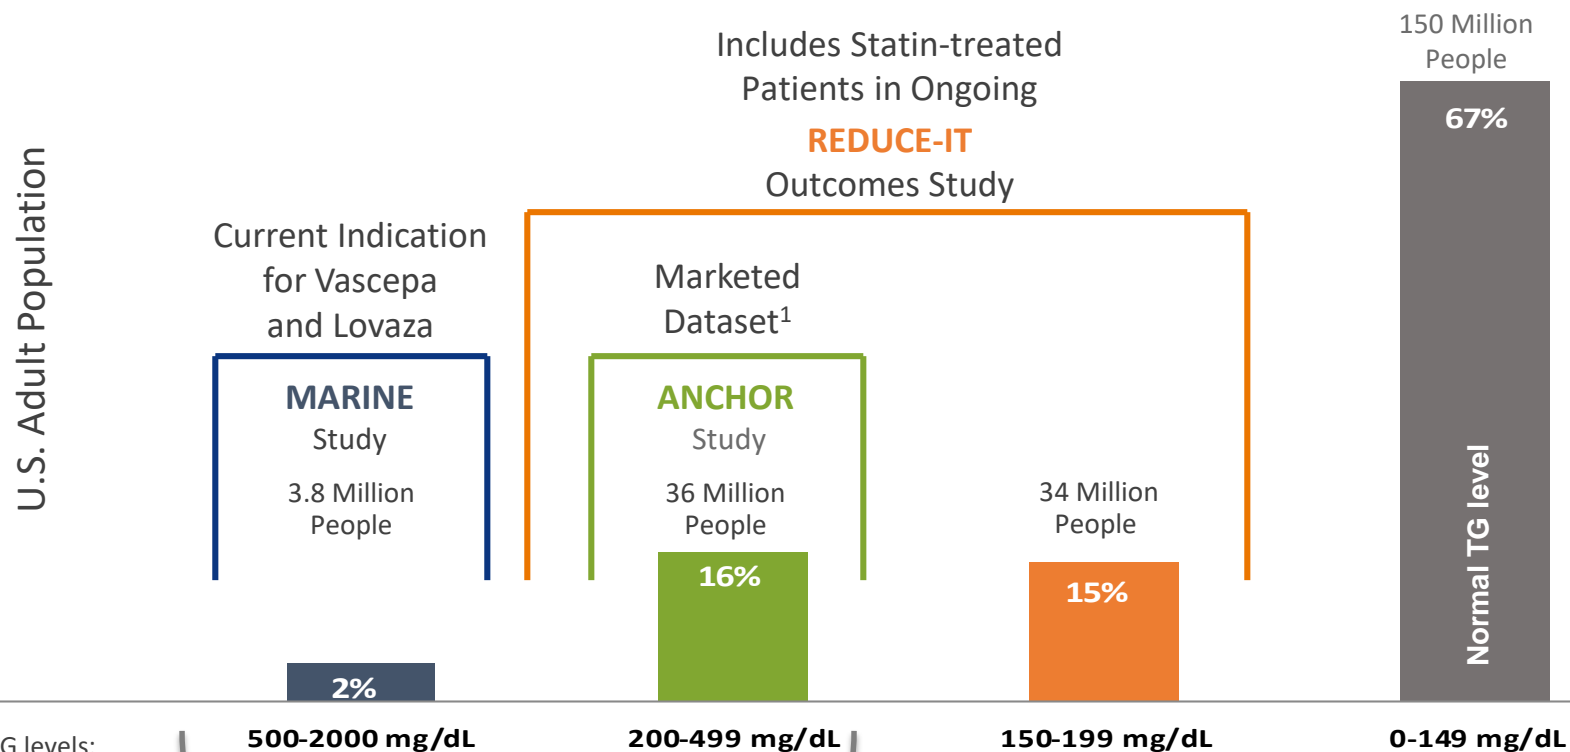 U.S. Adult Population
Current Indication
for Vascepa
and Lovaza
MARINE
Study
3.8 Million
People
2%
Includes Statin-treated
Patients in Ongoing
REDUCE-IT
Outcomes Study
Marketed
Dataset1
ANCHOR
Study
36 Million
People
16%
34 Million
People
15%
150 Million
People
67%
Normal TG level
G levels:
500-2000 mg/dL
200-499 mg/dL
150-199 mg/dL
0-149 mg/dL